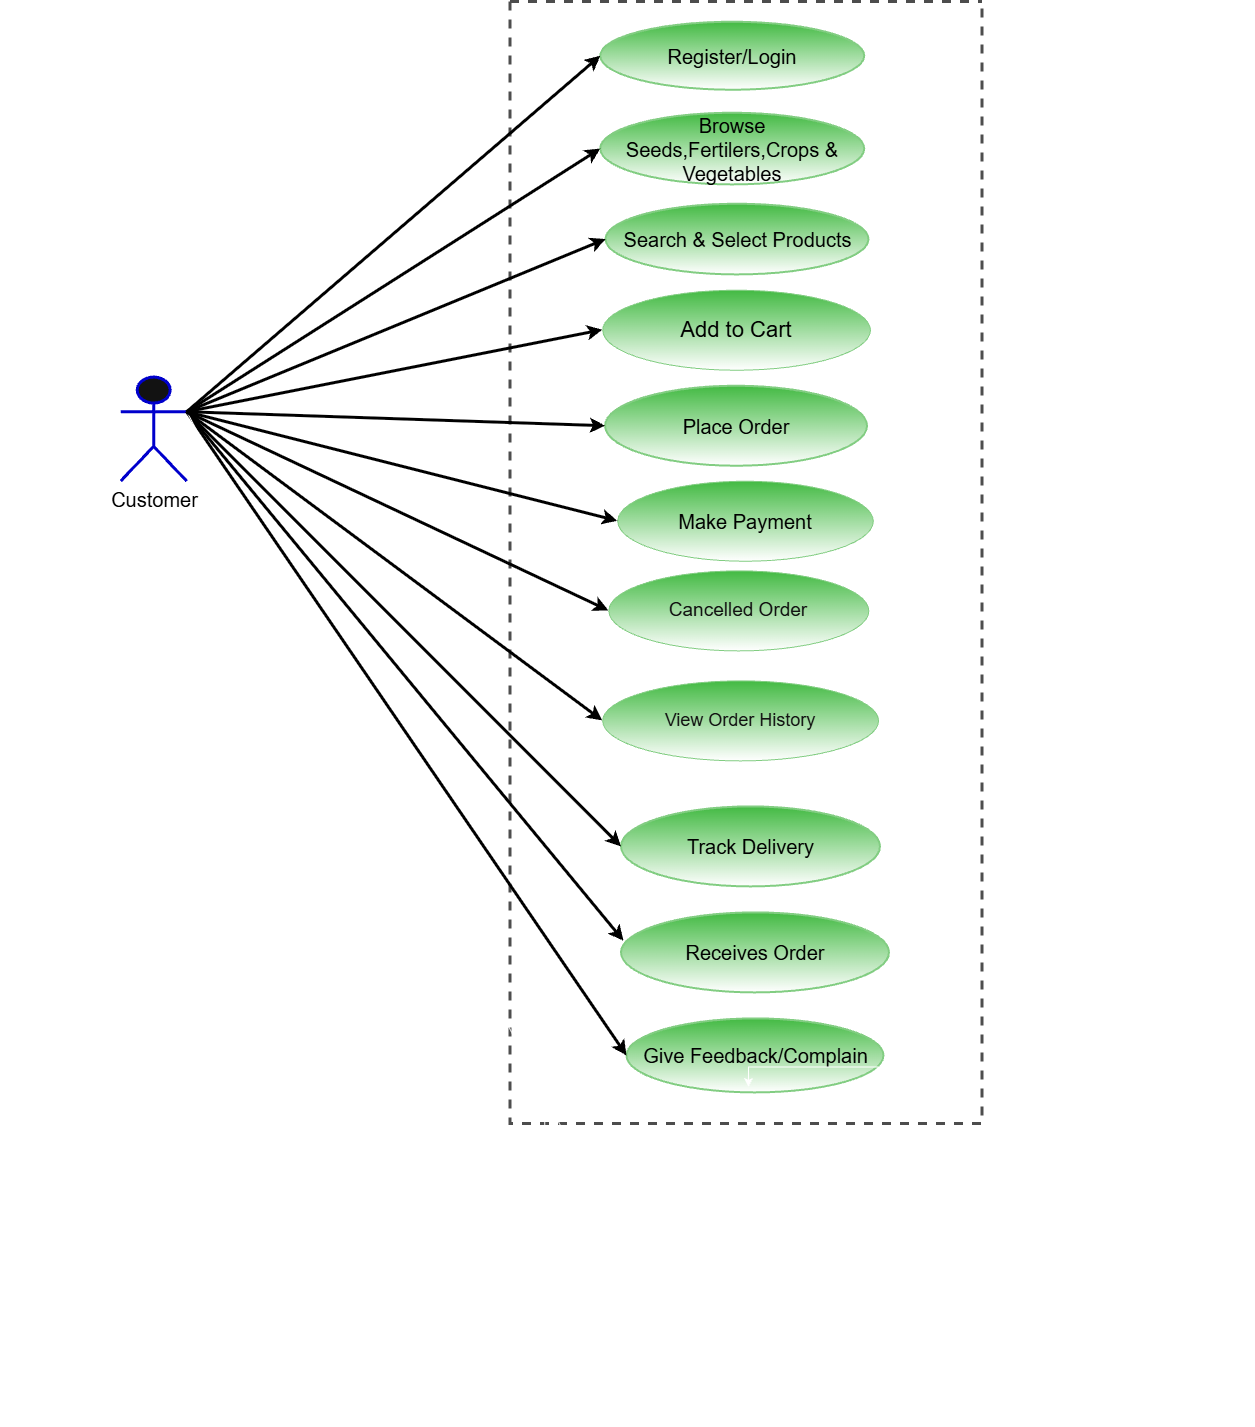 Register/Login
Browse
Seeds,Fertilers,Crops &
Vegetables
Search & Select Products
Add to Cart
Place Order
Customer
Make Payment
Cancelled Order
View Order History
Track Delivery
Receives Order
Give Feedback/Complain